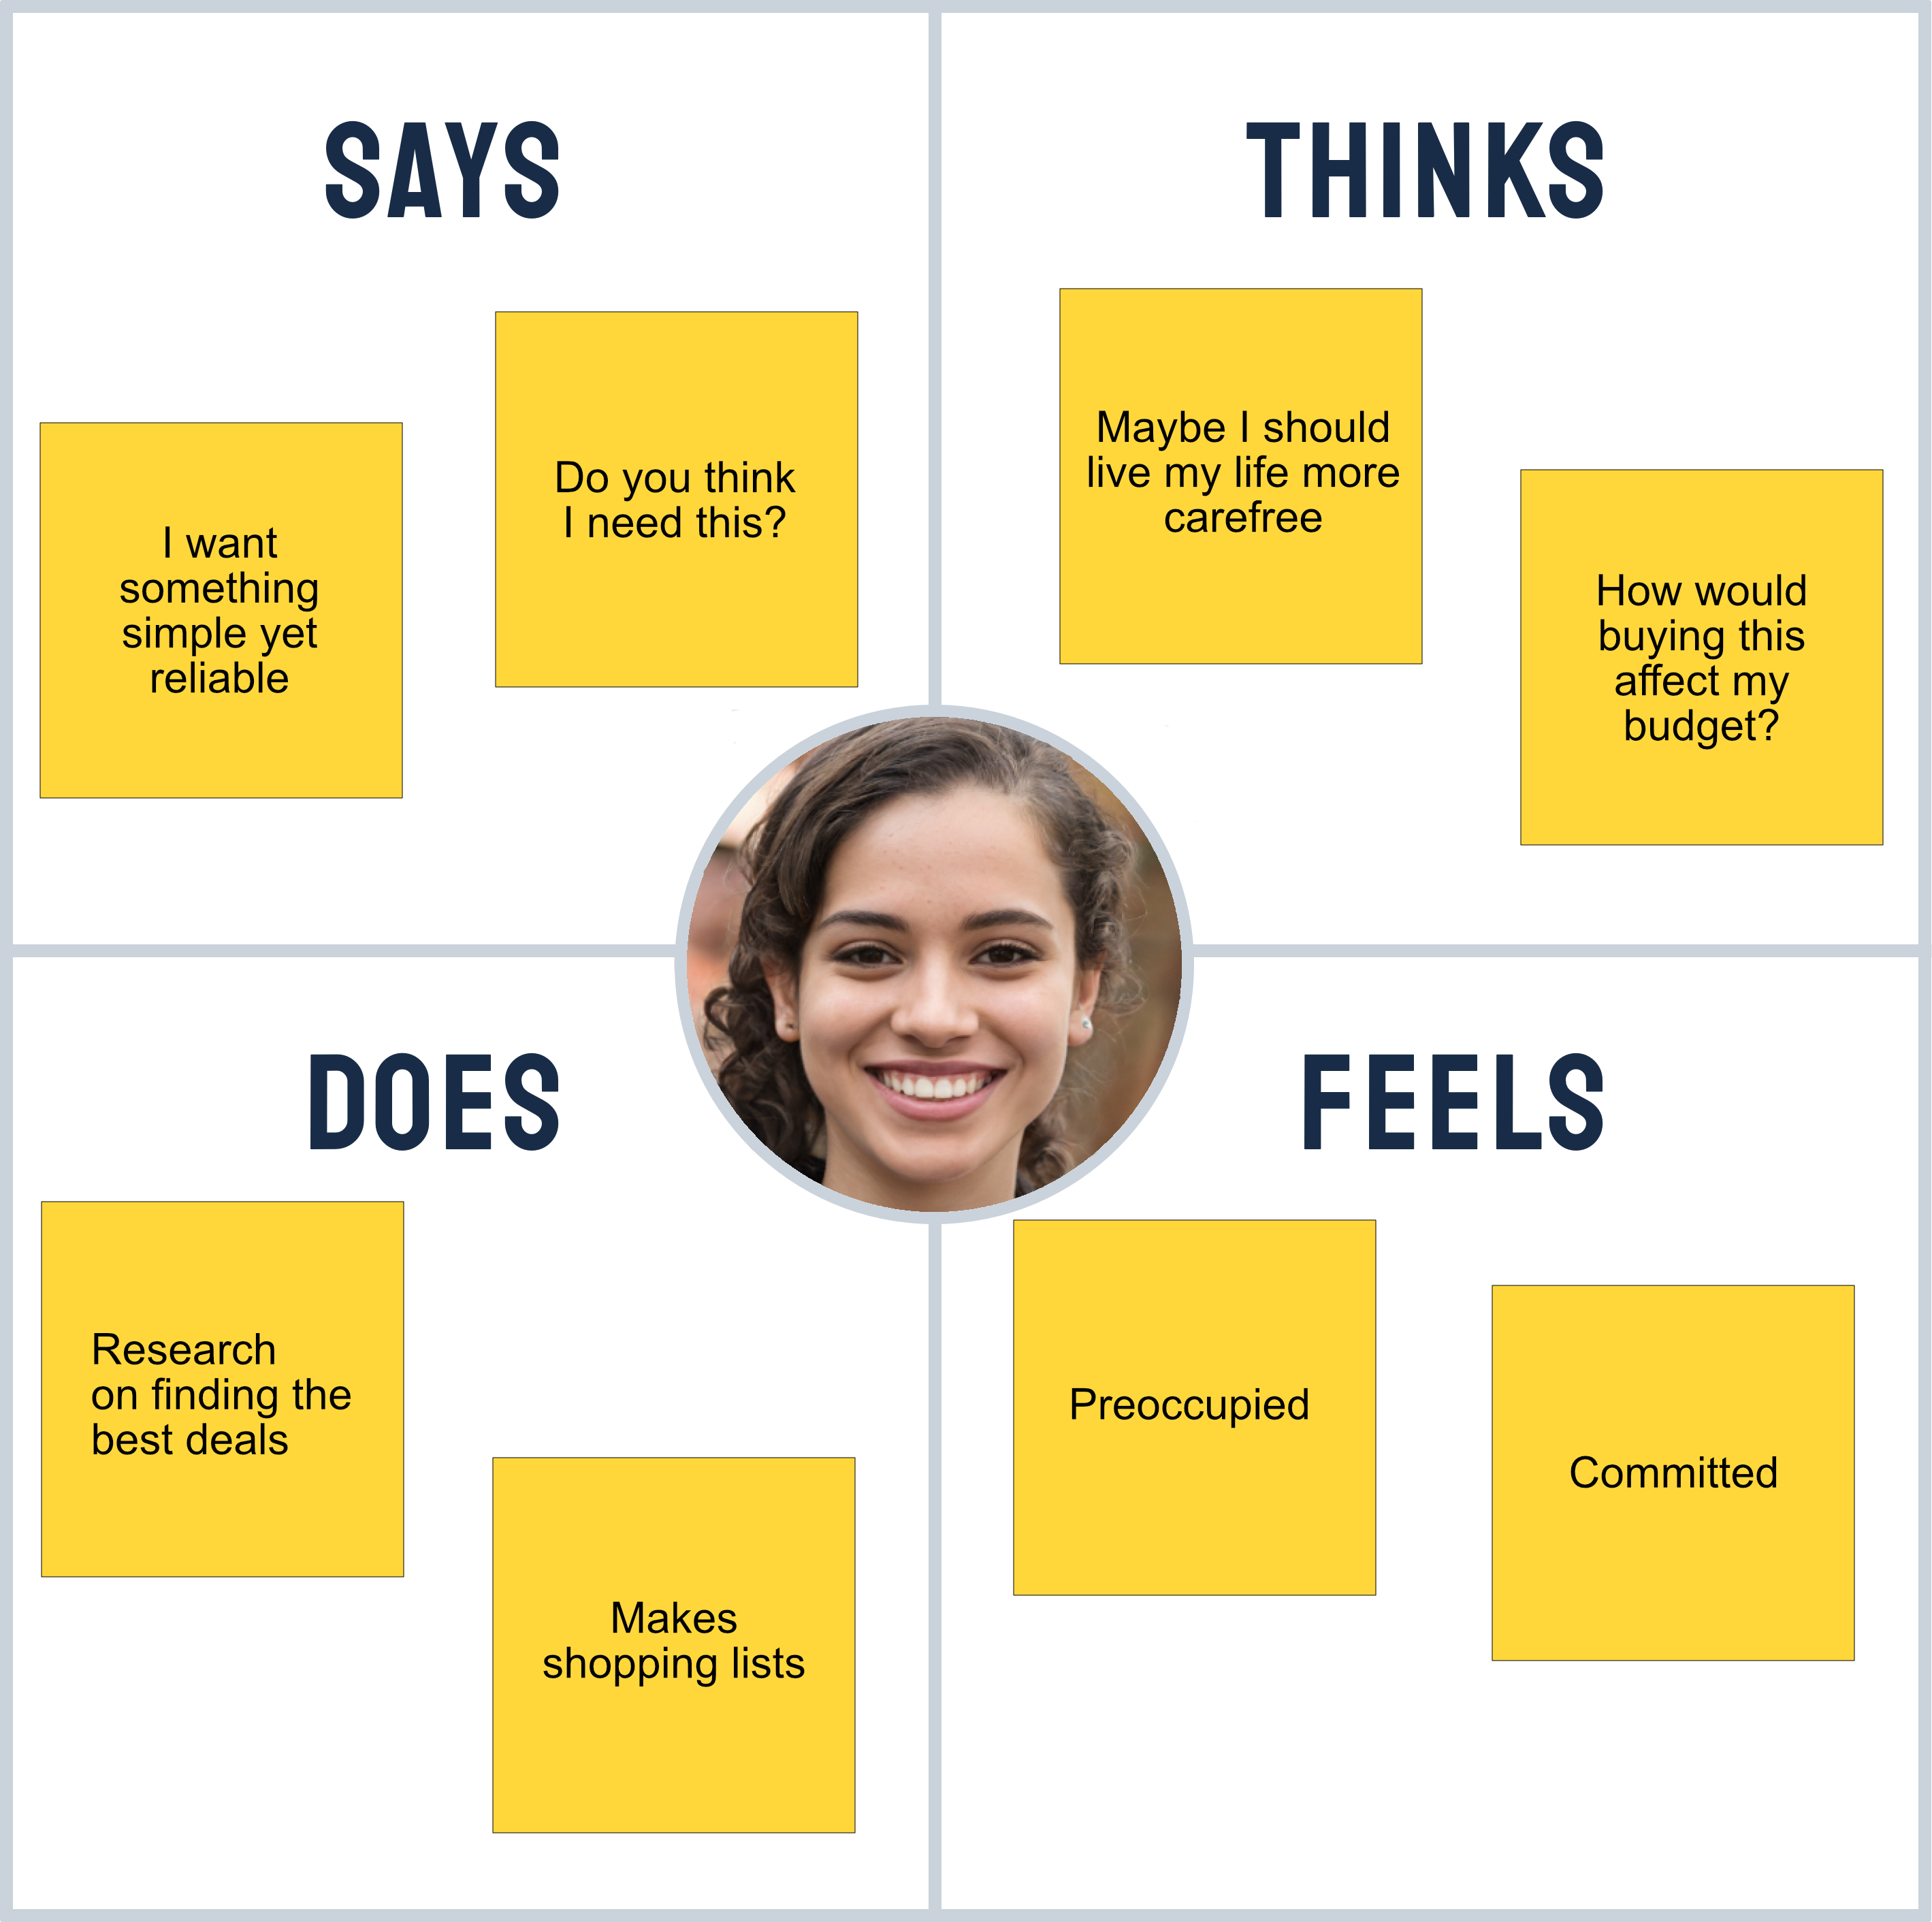 SAYS
I want
something
simple yet
reliable
Do you think
I need this?
THINKS
Maybe I should
live my life more
carefree
How would
buying this
affect my
budget?
DOES
Research
on finding the
best deals
Makes
shopping lists
FEELS
Preoccupied
Committed